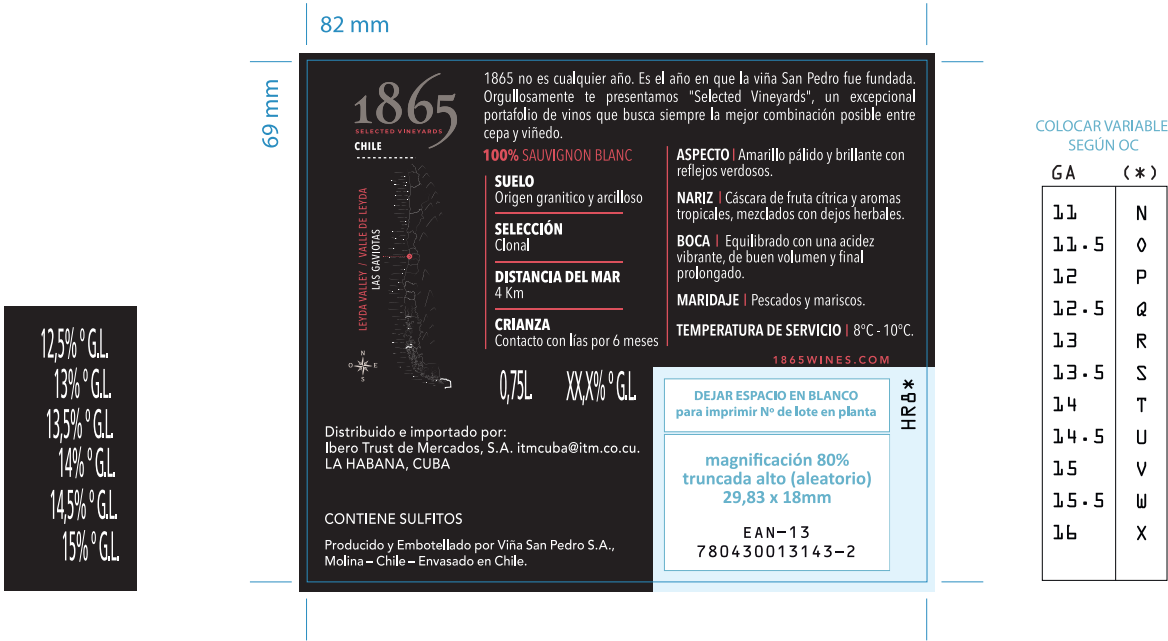 82 mm
69 mm
1865
SELECTED VINEYARDS
CHILE
LEYDA VALLEY / VALLE DE LEYDA
LAS GAVIOTAS
N
O E
S
1865 no es cualquier año. Es el año en que la viña San Pedro fue fundada.
Orgullosamente te presentamos "Selected Vineyards", un excepcional
portafolio de vinos que busca siempre la mejor combinación posible entre
cepa y viñedo.
100% SAUVIGNON BLANC
SUELO
Origen granitico y arcilloso
SELECCIÓN
Clonal
DISTANCIA DEL MAR
4 Km
CRIANZA
Contacto con lías por 6 meses
ASPECTO | Amarillo pálido y brillante con
reflejos verdosos.
NARIZ | Cáscara de fruta cítrica y aromas
tropicales, mezclados con dejos herbales.
BOCA | Equilibrado con una acidez
vibrante, de buen volumen y final
prolongado.
MARIDAJE | Pescados y mariscos.
TEMPERATURA DE SERVICIO | 8°C - 10°C.
1865WINES.COM
0,75L XX,X% º G.L.
Distribuido e importado por:
Ibero Trust de Mercados, S.A. itmcuba@itm.co.cu.
LA HABANA, CUBA
CONTIENE SULFITOS
Producido y Embotellado por Viña San Pedro S.A.,
Molina – Chile – Envasado en Chile.
DEJAR ESPACIO EN BLANCO
para imprimir Nº de lote en planta
HR8*
magnificación 80%
truncada alto (aleatorio)
29,83 x 18mm
EAN-13
780430013143-2
12,5% º G.L.
13% º G.L.
13,5% º G.L.
14% º G.L.
14,5% º G.L.
15% º G.L.
COLOCAR VARIABLE
SEGÚN OC
GA (*)
11 N
11.5 O
12 P
12.5 Q
13 R
13.5 S
14 T
14.5 U
15 V
15.5 W
16 X